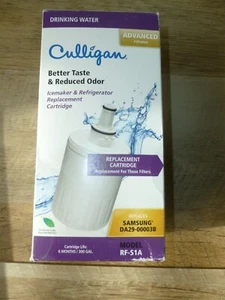 DRINKING WATER
ADVANCED
Culligan.
Better Taste
& Reduced Odor
Icemaker & Refrigerator
Replacement
Cartridge
REPLACEMENT
CARTRIDGE
Replacement For These Filters
SAMSUNG
DA29-00003B
Cartridge Life:
6 MONTHS / 300 GAL.
MODEL
RF-S1A